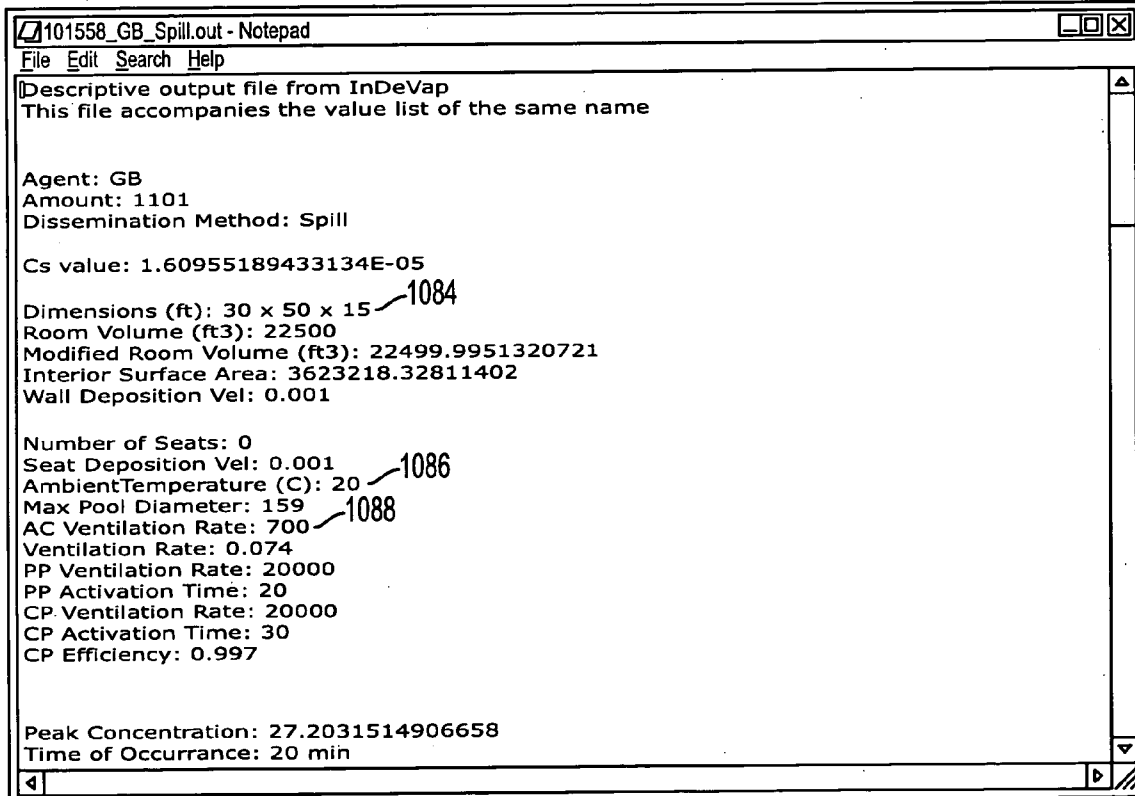 101558_GB_Spill.out - Notepad
File Edit Search Help
Descriptive output file from InDeVap
This file accompanies the value list of the same name
Agent: GB
Amount: 1101
Dissemination Method: Spill
Cs value: 1.60955189433134E-05
Dimensions (ft): 30 x 50 x 15 1084
Room Volume (ft3): 22500
Modified Room Volume (ft3): 22499.9951320721
Interior Surface Area: 3623218.32811402
Wall Deposition Vel: 0.001
Number of Seats: 0
Seat Deposition Vel: 0.001
AmbientTemperature (C): 20 1086
Max Pool Diameter: 159
AC Ventilation Rate: 700 1088
Ventilation Rate: 0.074
PP Ventilation Rate: 20000
PP Activation Time: 20
CP Ventilation Rate: 20000
CP Activation Time: 30
CP Efficiency: 0.997
Peak Concentration: 27.2031514906658
Time of Occurrance: 20 min